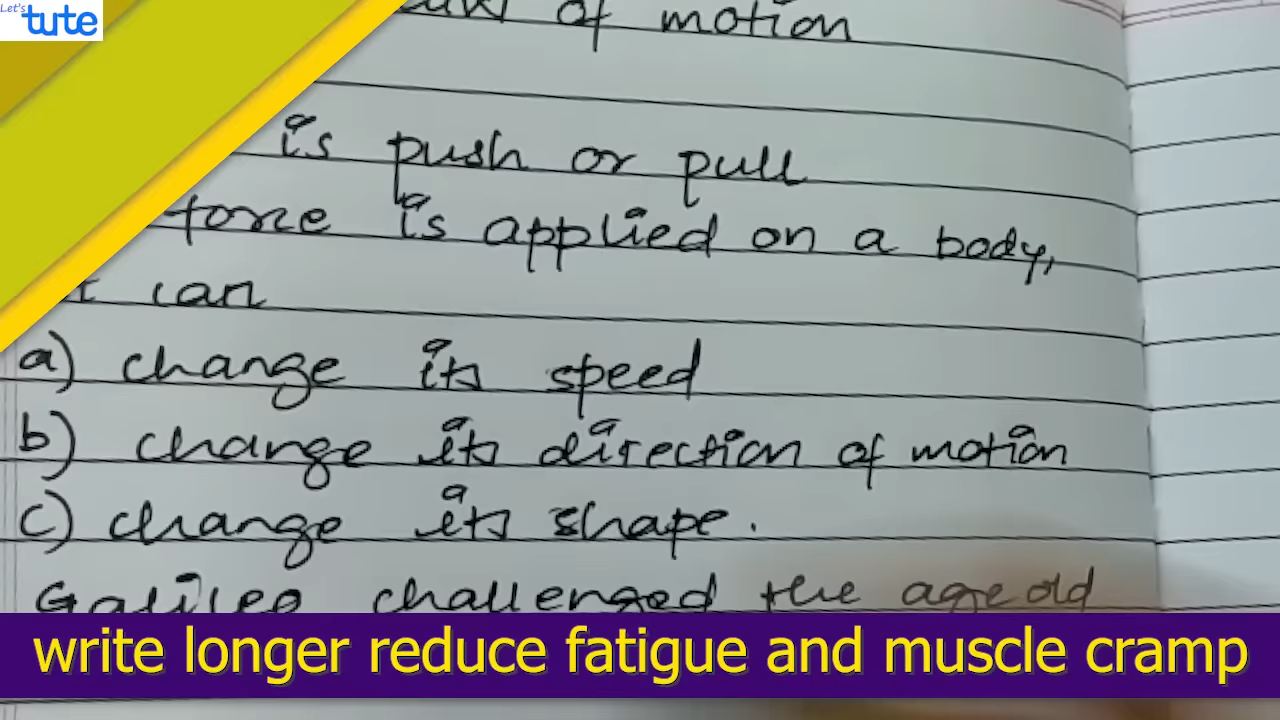 Let's
tute
of motion
is push or pull
force is applied on a body,
can
a) change its speed
b) change its direction of motion
c) change its shape.
Galileo challenged the age old
write longer reduce fatigue and muscle cramp